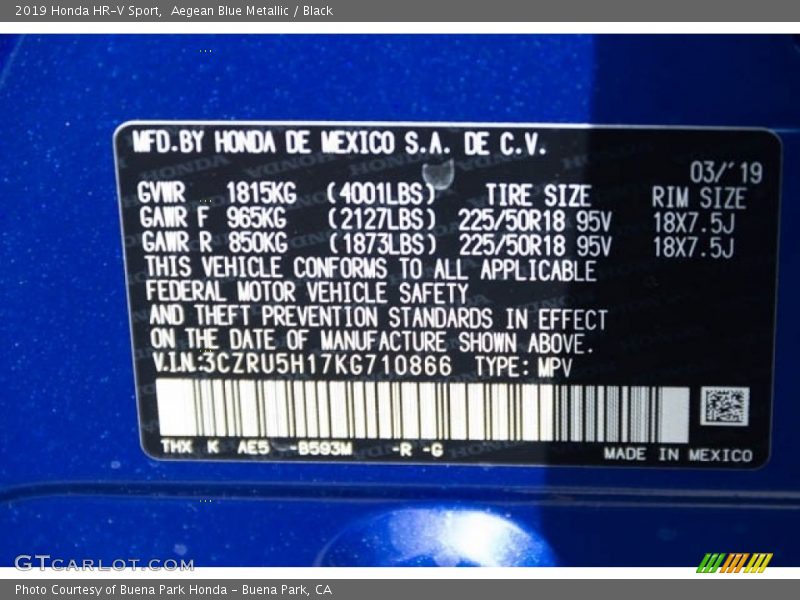 2019 Honda HR-V Sport,  Aegean Blue Metallic / Black
MFD.BY HONDA DE MEXICO S.A. DE C.V.
03/'19
GVWR 1815KG (4001LBS) TIRE SIZE RIM SIZE
GAWR F 965KG (2127LBS) 225/50R18 95V 18X7.5J
GAWR R 850KG (1873LBS) 225/50R18 95V 18X7.5J
THIS VEHICLE CONFORMS TO ALL APPLICABLE
FEDERAL MOTOR VEHICLE SAFETY
AND THEFT PREVENTION STANDARDS IN EFFECT
ON THE DATE OF MANUFACTURE SHOWN ABOVE.
V.I.N:3CZRU5H17KG710866 TYPE: MPV
THX K AE5 -B593M -R -G
MADE IN MEXICO
GTCARLOT.COM
Photo Courtesy of Buena Park Honda - Buena Park, CA